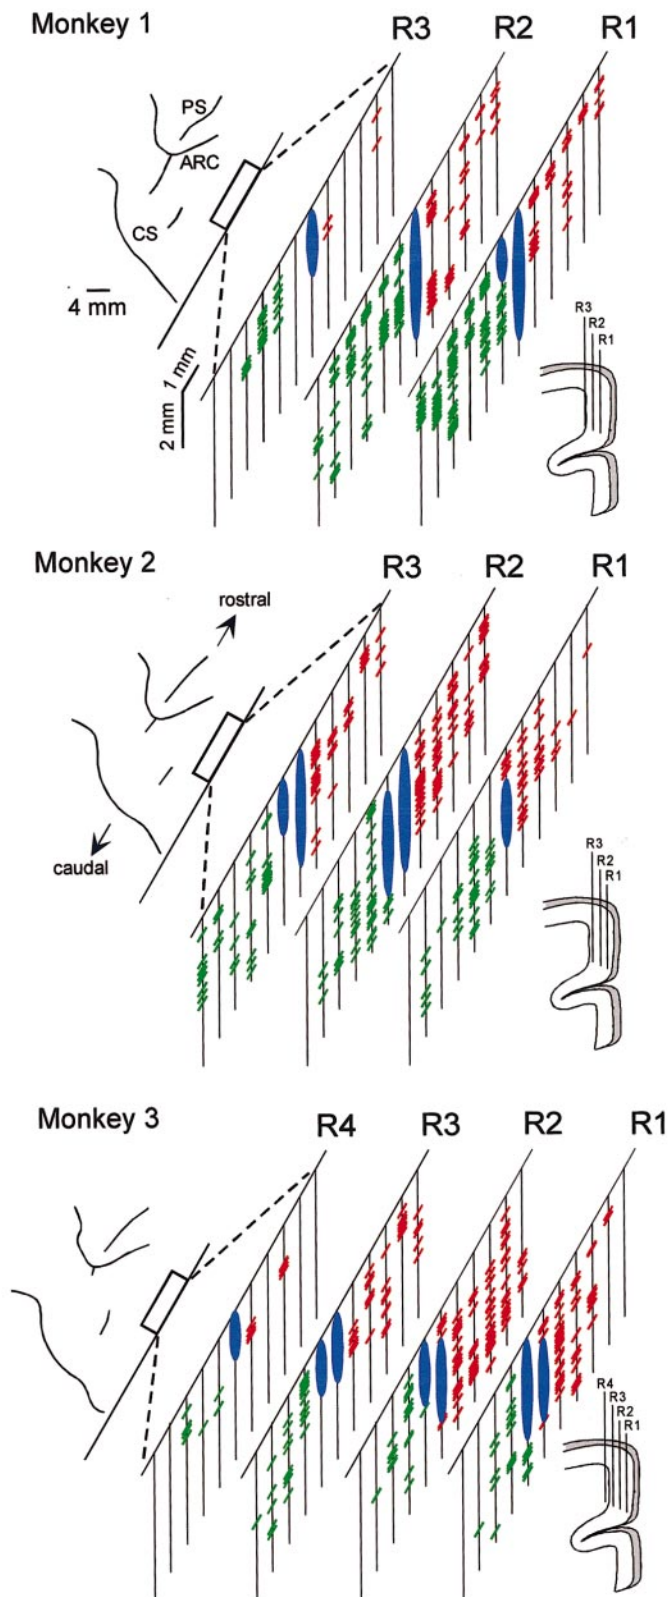 Monkey 1
R3 R2 R1
PS
ARC
CS
4 mm
1 mm
2 mm
R3
R2
R1
Monkey 2
R3 R2 R1
rostral
caudal
R3
R2
R1
Monkey 3
R4 R3 R2 R1
R4
R3
R2
R1